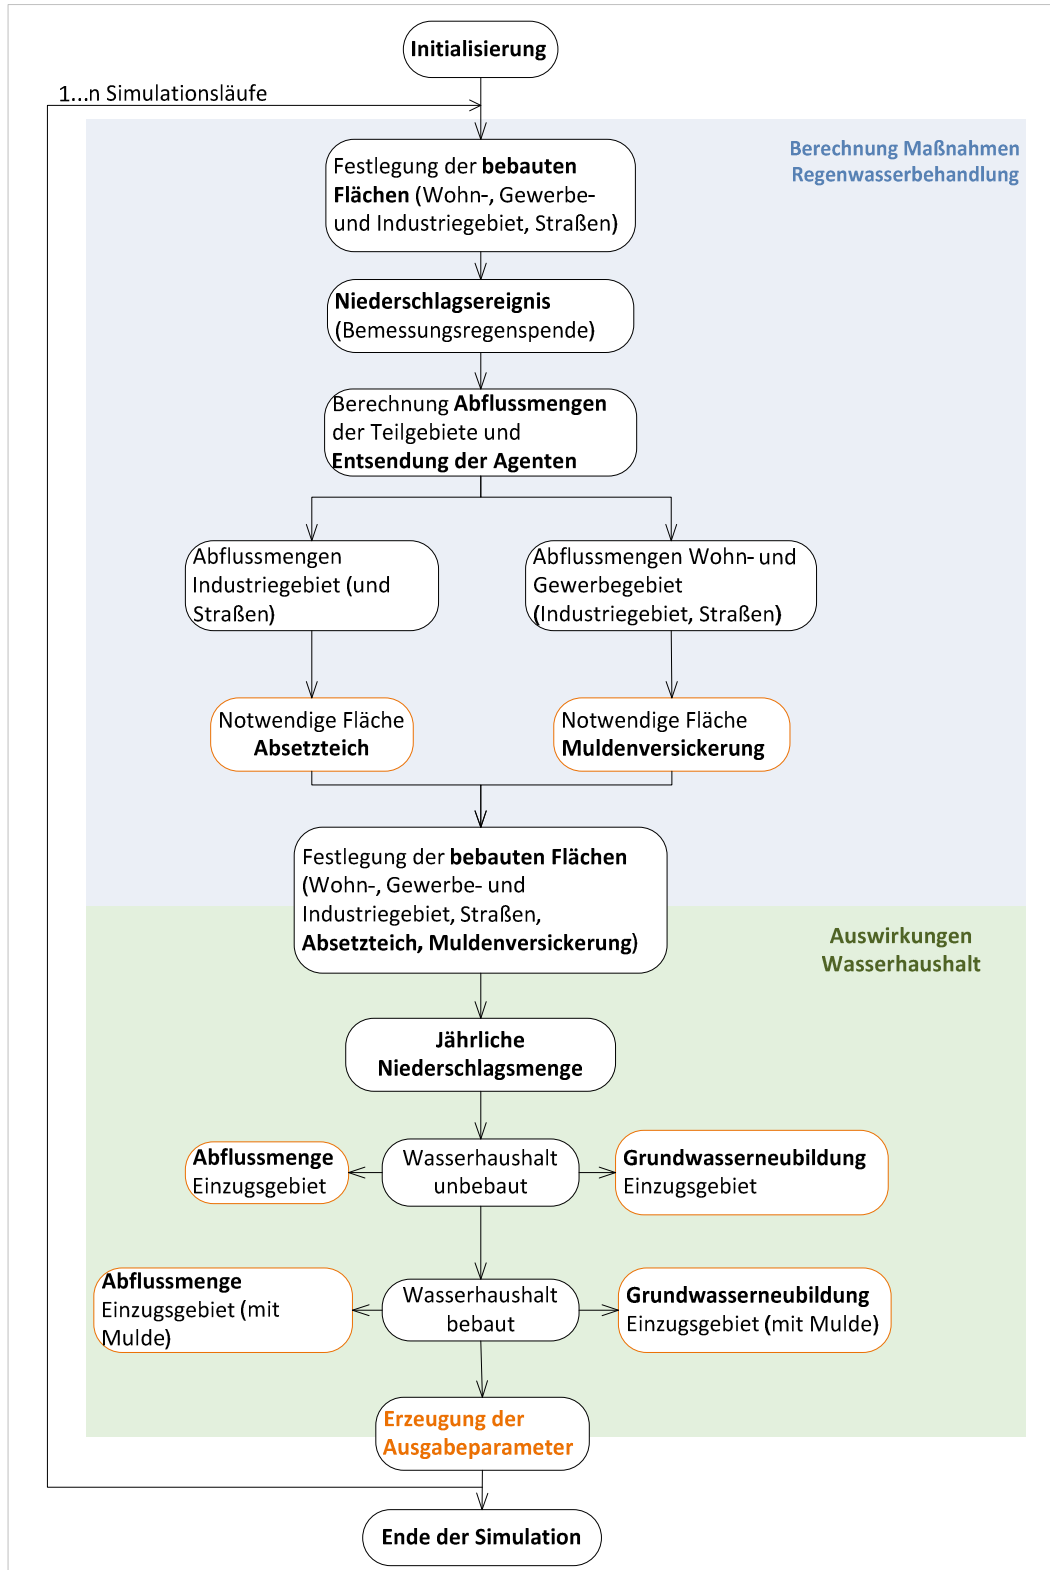 Initialisierung
1...n Simulationsläufe
Berechnung Maßnahmen
Regenwasserbehandlung
Festlegung der bebauten
Flächen (Wohn-, Gewerbe-
und Industriegebiet, Straßen)
Niederschlagsereignis
(Bemessungsregenspende)
Berechnung Abflussmengen
der Teilgebiete und
Entsendung der Agenten
Abflussmengen
Industriegebiet (und
Straßen)
Abflussmengen Wohn- und
Gewerbegebiet
(Industriegebiet, Straßen)
Notwendige Fläche
Absetzteich
Notwendige Fläche
Muldenversickerung
Festlegung der bebauten Flächen
(Wohn-, Gewerbe- und
Industriegebiet, Straßen,
Absetzteich, Muldenversickerung)
Auswirkungen
Wasserhaushalt
Jährliche
Niederschlagsmenge
Abflussmenge
Einzugsgebiet
Wasserhaushalt
unbebaut
Grundwasserneubildung
Einzugsgebiet
Abflussmenge
Einzugsgebiet (mit
Mulde)
Wasserhaushalt
bebaut
Grundwasserneubildung
Einzugsgebiet (mit Mulde)
Erzeugung der
Ausgabeparameter
Ende der Simulation